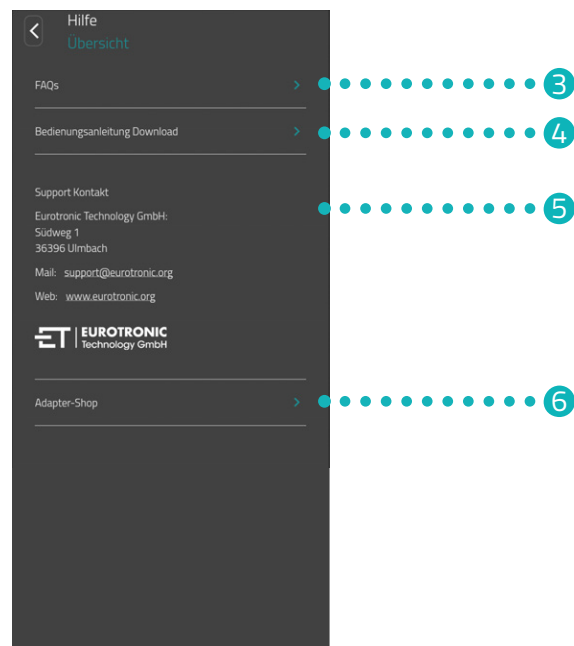 Hilfe
Übersicht
FAQs
3
Bedienungsanleitung Download
4
Support Kontakt
5
Eurotronic Technology GmbH:
Südweg 1
36396 Ulmbach
Mail: support@eurotronic.org
Web: www.eurotronic.org
ET EUROTRONIC
Technology GmbH
Adapter-Shop
6